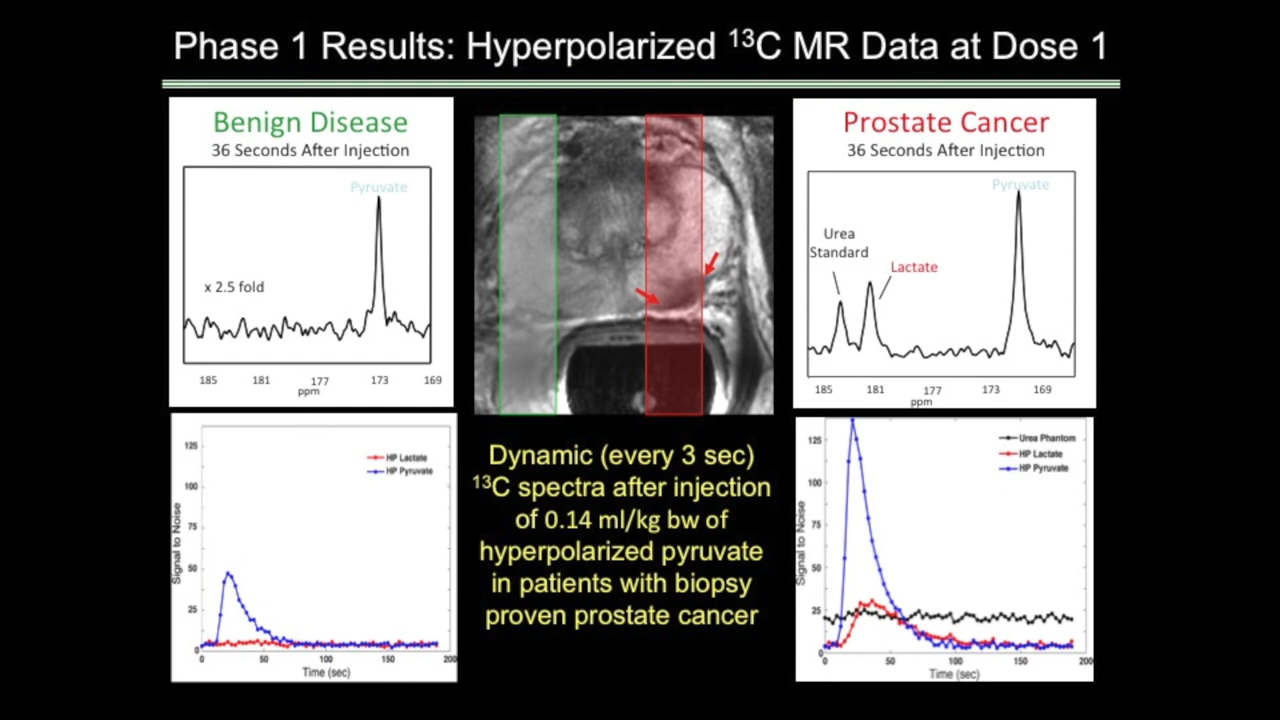 Phase 1 Results: Hyperpolarized ¹³C MR Data at Dose 1
Benign Disease
36 Seconds After Injection
Pyruvate
x 2.5 fold
185 181 177 173 169
ppm
Prostate Cancer
36 Seconds After Injection
Pyruvate
Urea
Standard
Lactate
185 181 177 173 169
ppm
125
100
75
50
25
0
Signal to Noise
HP Lactate
HP Pyruvate
0 50 100 150 200
Time (sec)
Dynamic (every 3 sec)
¹³C spectra after injection
of 0.14 ml/kg bw of
hyperpolarized pyruvate
in patients with biopsy
proven prostate cancer
125
100
75
50
25
0
Signal to Noise
Urea Phantom
HP Lactate
HP Pyruvate
0 50 100 150 200
Time (sec)